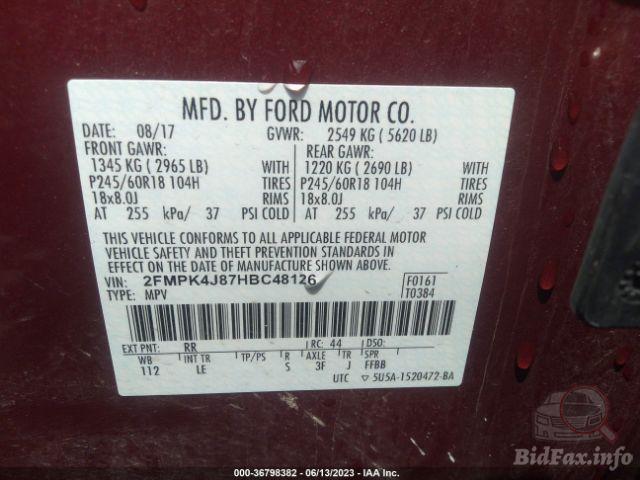 MFD. BY FORD MOTOR CO.
DATE: 08/17 GVWR: 2549 KG ( 5620 LB)
FRONT GAWR: REAR GAWR:
1345 KG ( 2965 LB) WITH 1220 KG ( 2690 LB) WITH
P245/60R18 104H TIRES P245/60R18 104H TIRES
18x8.0J RIMS 18x8.0J RIMS
AT 255 kPa/ 37 PSI COLD AT 255 kPa/ 37 PSI COLD
THIS VEHICLE CONFORMS TO ALL APPLICABLE FEDERAL MOTOR
VEHICLE SAFETY AND THEFT PREVENTION STANDARDS IN
EFFECT ON THE DATE OF MANUFACTURE SHOWN ABOVE.
VIN: 2FMPK4J87HBC48126 F0161
TYPE: MPV T0384
EXT PNT: RR RC: 44 DSO:
WB INT TR TP/PS R AXLE TR SPR
112 LE S 3F J FFBB
UTC ▽ 5U5A-1520472-BA
000-36798382 - 06/13/2023 - IAA Inc.
BidFax.info